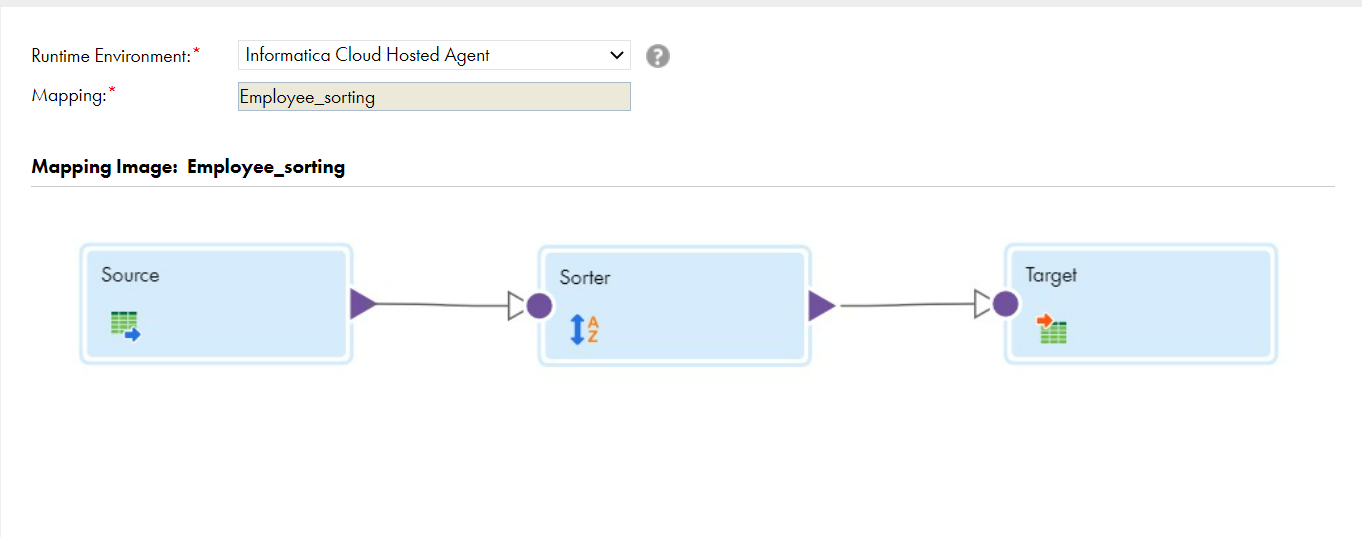 Runtime Environment:* Informatica Cloud Hosted Agent ?
Mapping:* Employee_sorting
Mapping Image: Employee_sorting
Source
Sorter
Target
A
Z